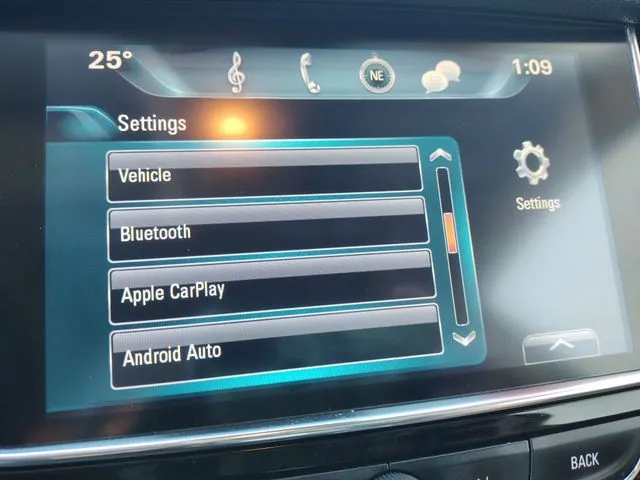 25° NE 1:09
Settings
Vehicle
Bluetooth
Settings
Apple CarPlay
Android Auto
BACK